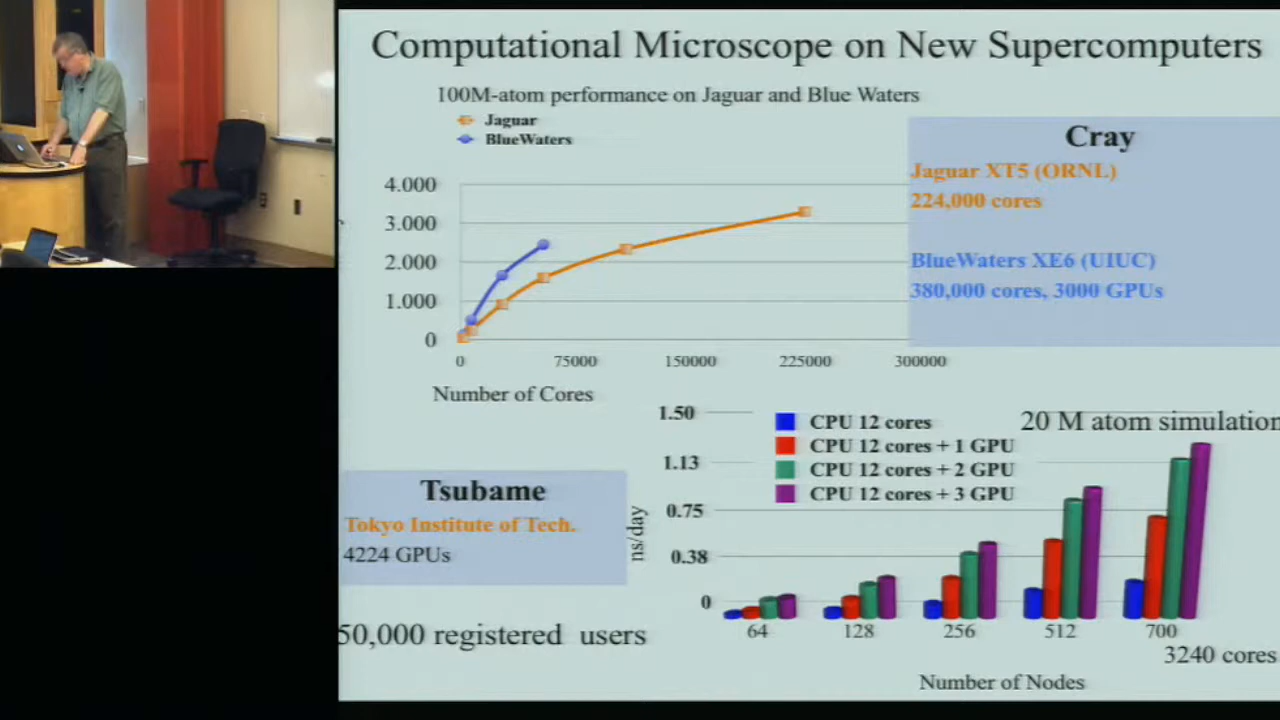 Computational Microscope on New Supercomputers
100M-atom performance on Jaguar and Blue Waters
Jaguar
BlueWaters
4.000
3.000
2.000
1.000
0
0 75000 150000 225000 300000
Number of Cores
Cray
Jaguar XT5 (ORNL)
224,000 cores
BlueWaters XE6 (UIUC)
380,000 cores, 3000 GPUs
Tsubame
Tokyo Institute of Tech.
4224 GPUs
50,000 registered users
20 M atom simulation
CPU 12 cores
CPU 12 cores + 1 GPU
CPU 12 cores + 2 GPU
CPU 12 cores + 3 GPU
ns/day
1.50
1.13
0.75
0.38
0
64 128 256 512 700
3240 cores
Number of Nodes